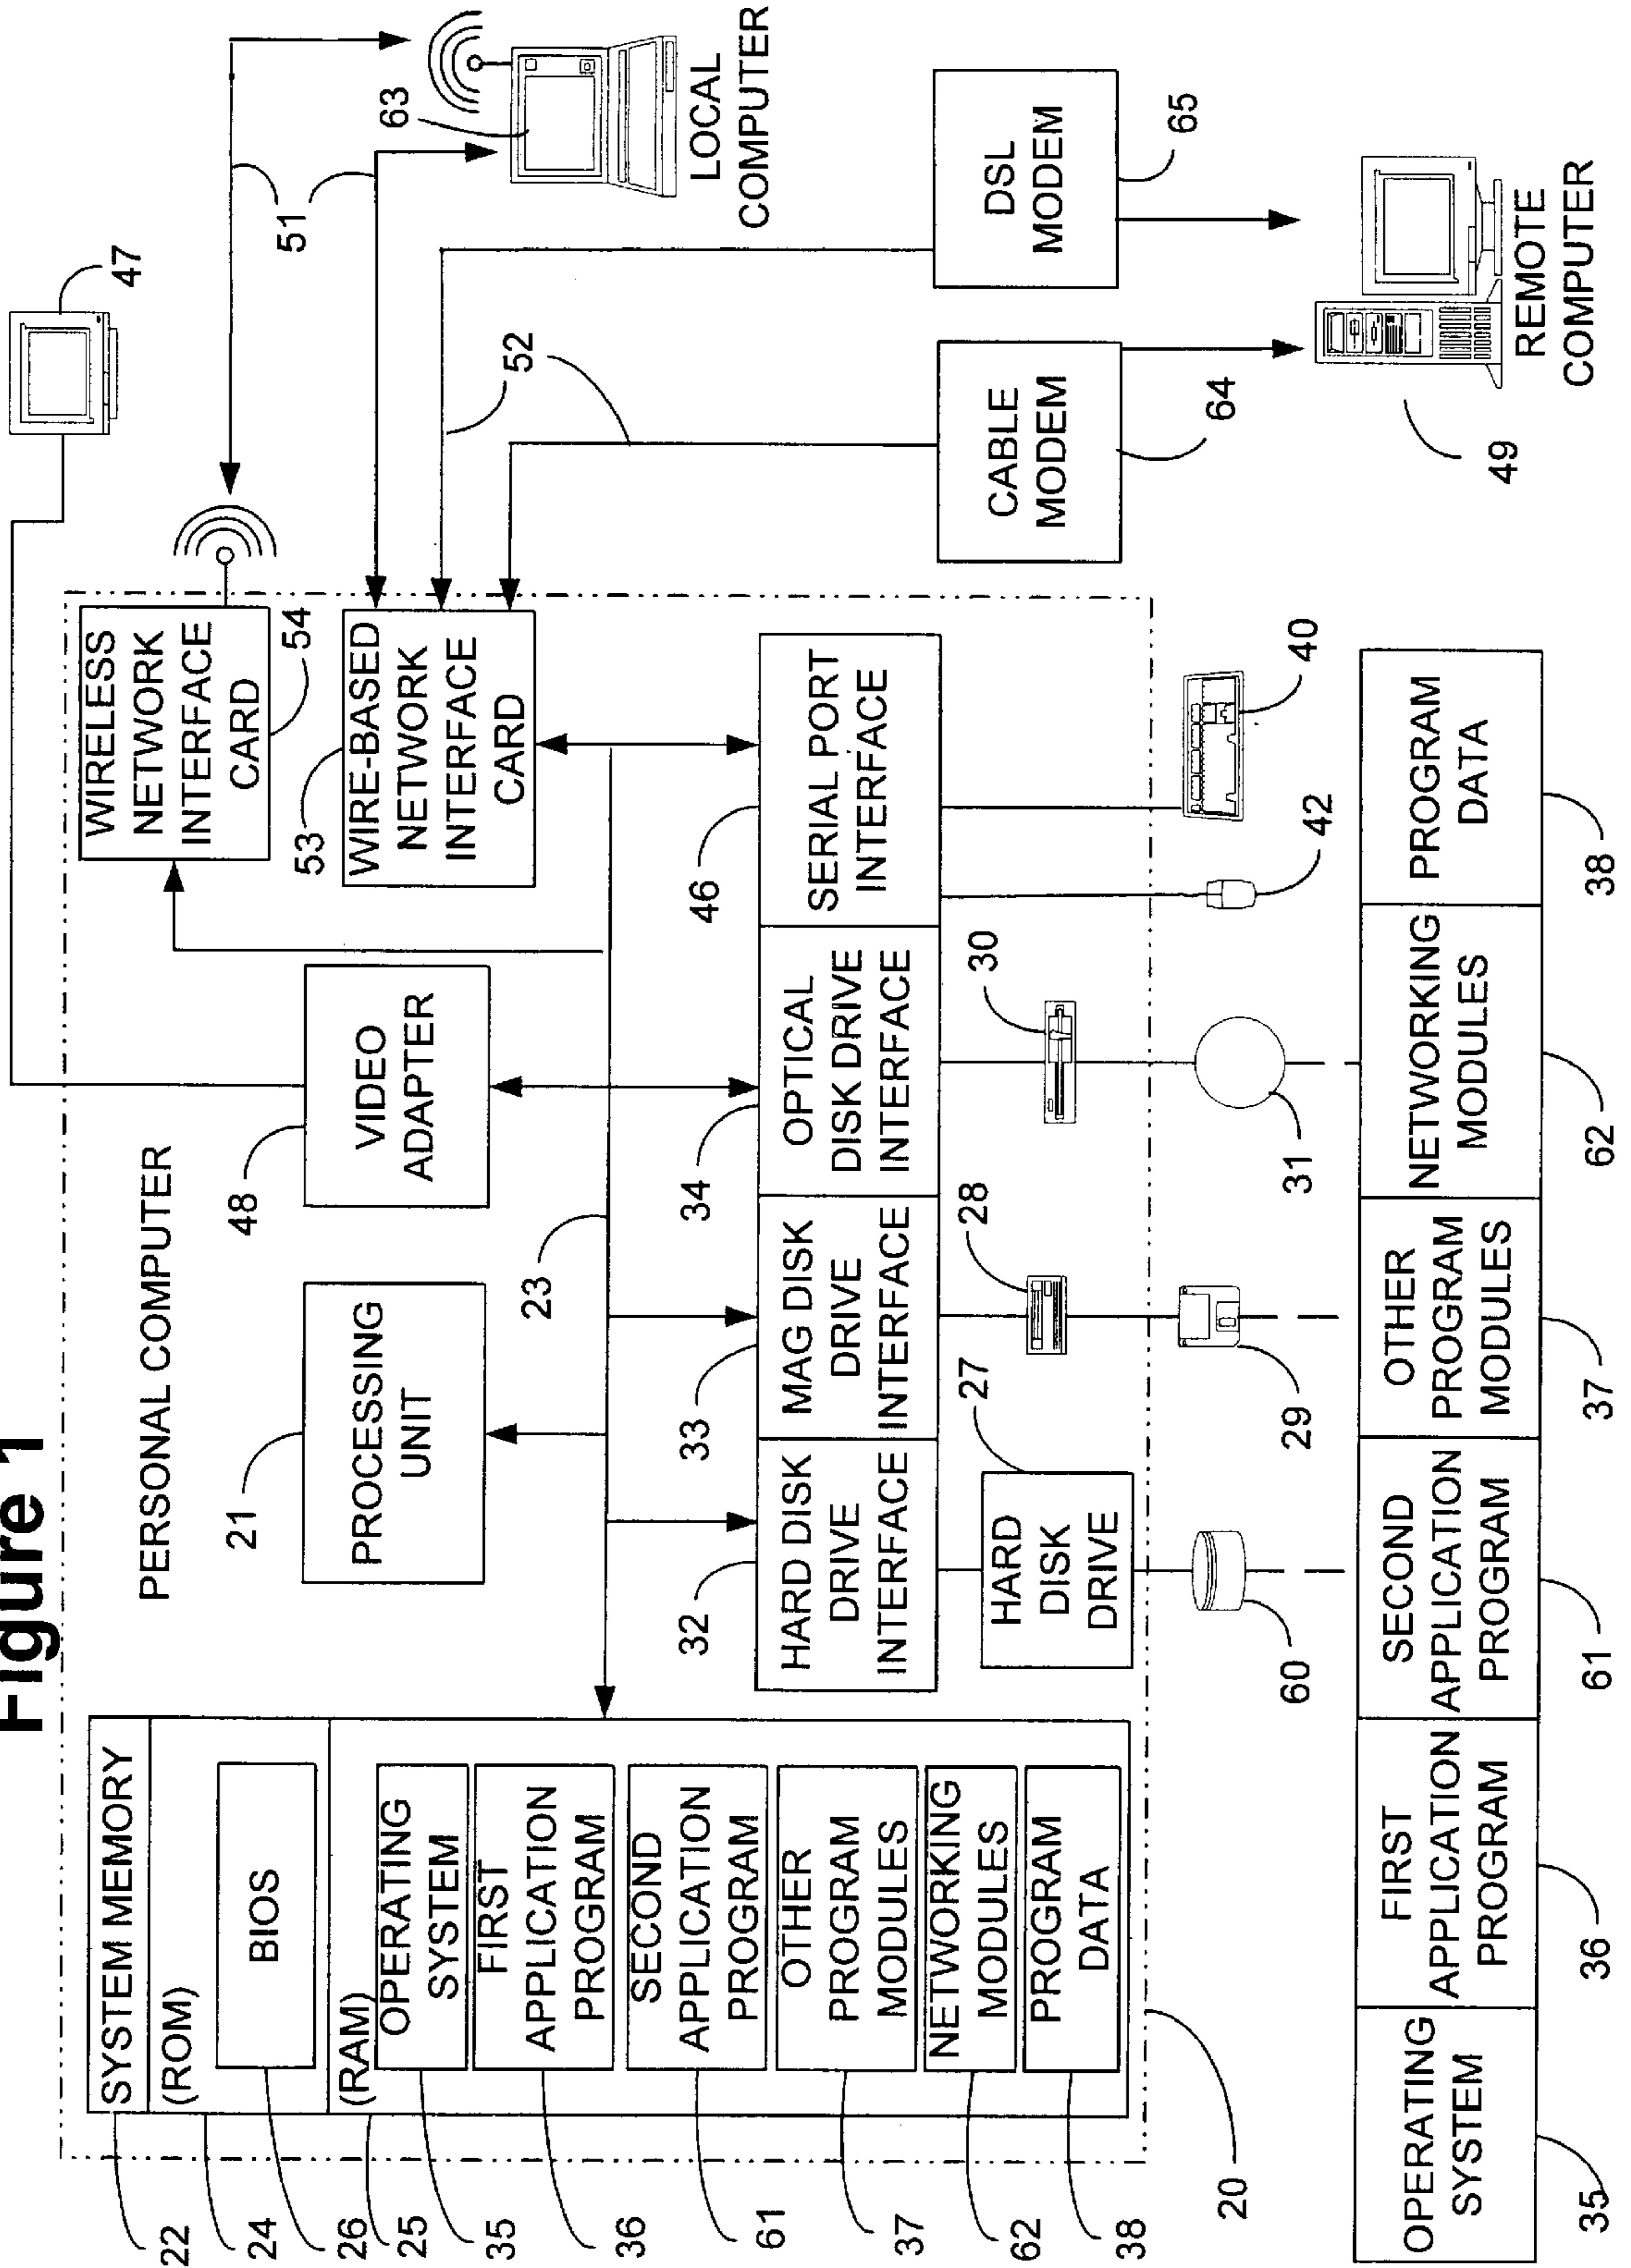 Figure 1
PERSONAL COMPUTER
47
SYSTEM MEMORY
22
(ROM)
24
BIOS
26
(RAM)
25
OPERATING
SYSTEM
35
FIRST
APPLICATION
PROGRAM
36
SECOND
APPLICATION
PROGRAM
61
OTHER
PROGRAM
MODULES
37
NETWORKING
MODULES
62
PROGRAM
DATA
38
20
21
PROCESSING
UNIT
48
VIDEO
ADAPTER
23
WIRELESS
NETWORK
INTERFACE
CARD
54
53
WIRE-BASED
NETWORK
INTERFACE
CARD
51
63
LOCAL
COMPUTER
52
32
HARD DISK
DRIVE
INTERFACE
33
MAG DISK
DRIVE
INTERFACE
34
OPTICAL
DISK DRIVE
INTERFACE
46
SERIAL PORT
INTERFACE
HARD
DISK
DRIVE
27
28
30
60
29
31
42
40
CABLE
MODEM
64
DSL
MODEM
65
49
REMOTE
COMPUTER
OPERATING
SYSTEM
35
FIRST
APPLICATION
PROGRAM
36
SECOND
APPLICATION
PROGRAM
61
OTHER
PROGRAM
MODULES
37
NETWORKING
MODULES
62
PROGRAM
DATA
38